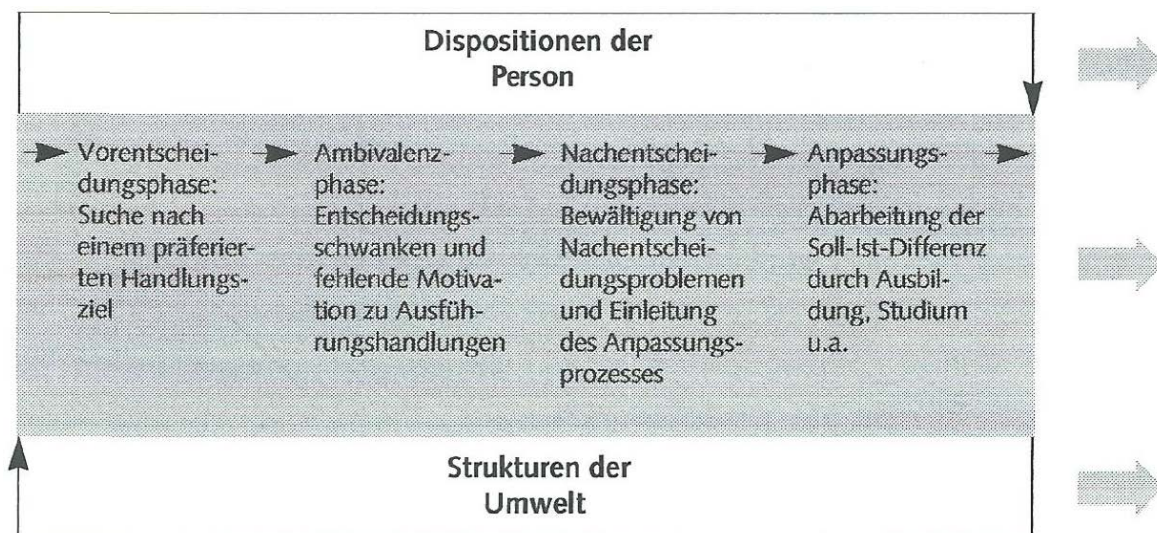 Dispositionen der
Person
Vorentschei-
dungsphase:
Suche nach
einem präferier-
ten Handlungs-
ziel
Ambivalenz-
phase:
Entscheidungs-
schwanken und
fehlende Motiva-
tion zu Ausfüh-
rungshandlungen
Nachentschei-
dungsphase:
Bewältigung von
Nachentschei-
dungsproblemen
und Einleitung
des Anpassungs-
prozesses
Anpassungs-
phase:
Abarbeitung der
Soll-Ist-Differenz
durch Ausbil-
dung, Studium
u.a.
Strukturen der
Umwelt